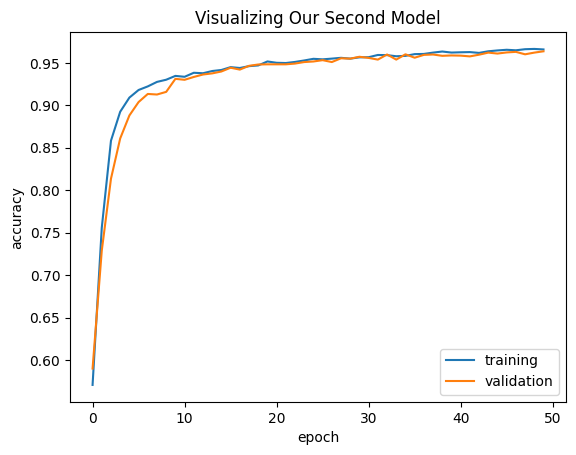 Visualizing Our Second Model
accuracy
0.95
0.90
0.85
0.80
0.75
0.70
0.65
0.60
training
validation
0 10 20 30 40 50
epoch